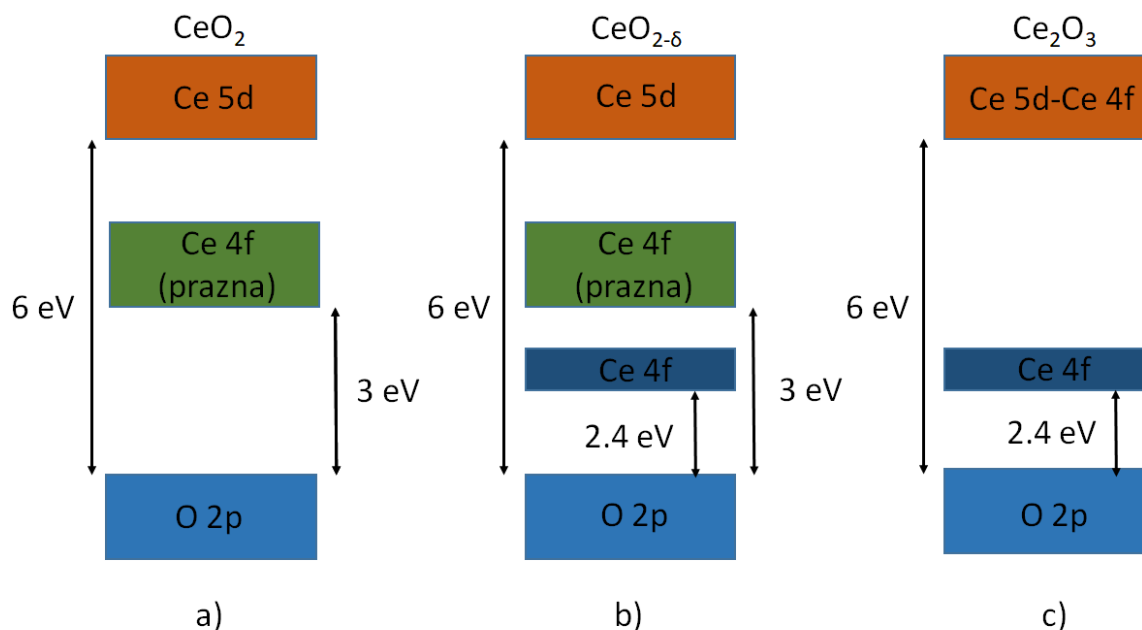 CeO₂
Ce 5d
Ce 4f
(prazna)
6 eV
3 eV
O 2p
a)
CeO₂₋δ
Ce 5d
Ce 4f
(prazna)
6 eV
Ce 4f
3 eV
2.4 eV
O 2p
b)
Ce₂O₃
Ce 5d-Ce 4f
6 eV
Ce 4f
2.4 eV
O 2p
c)